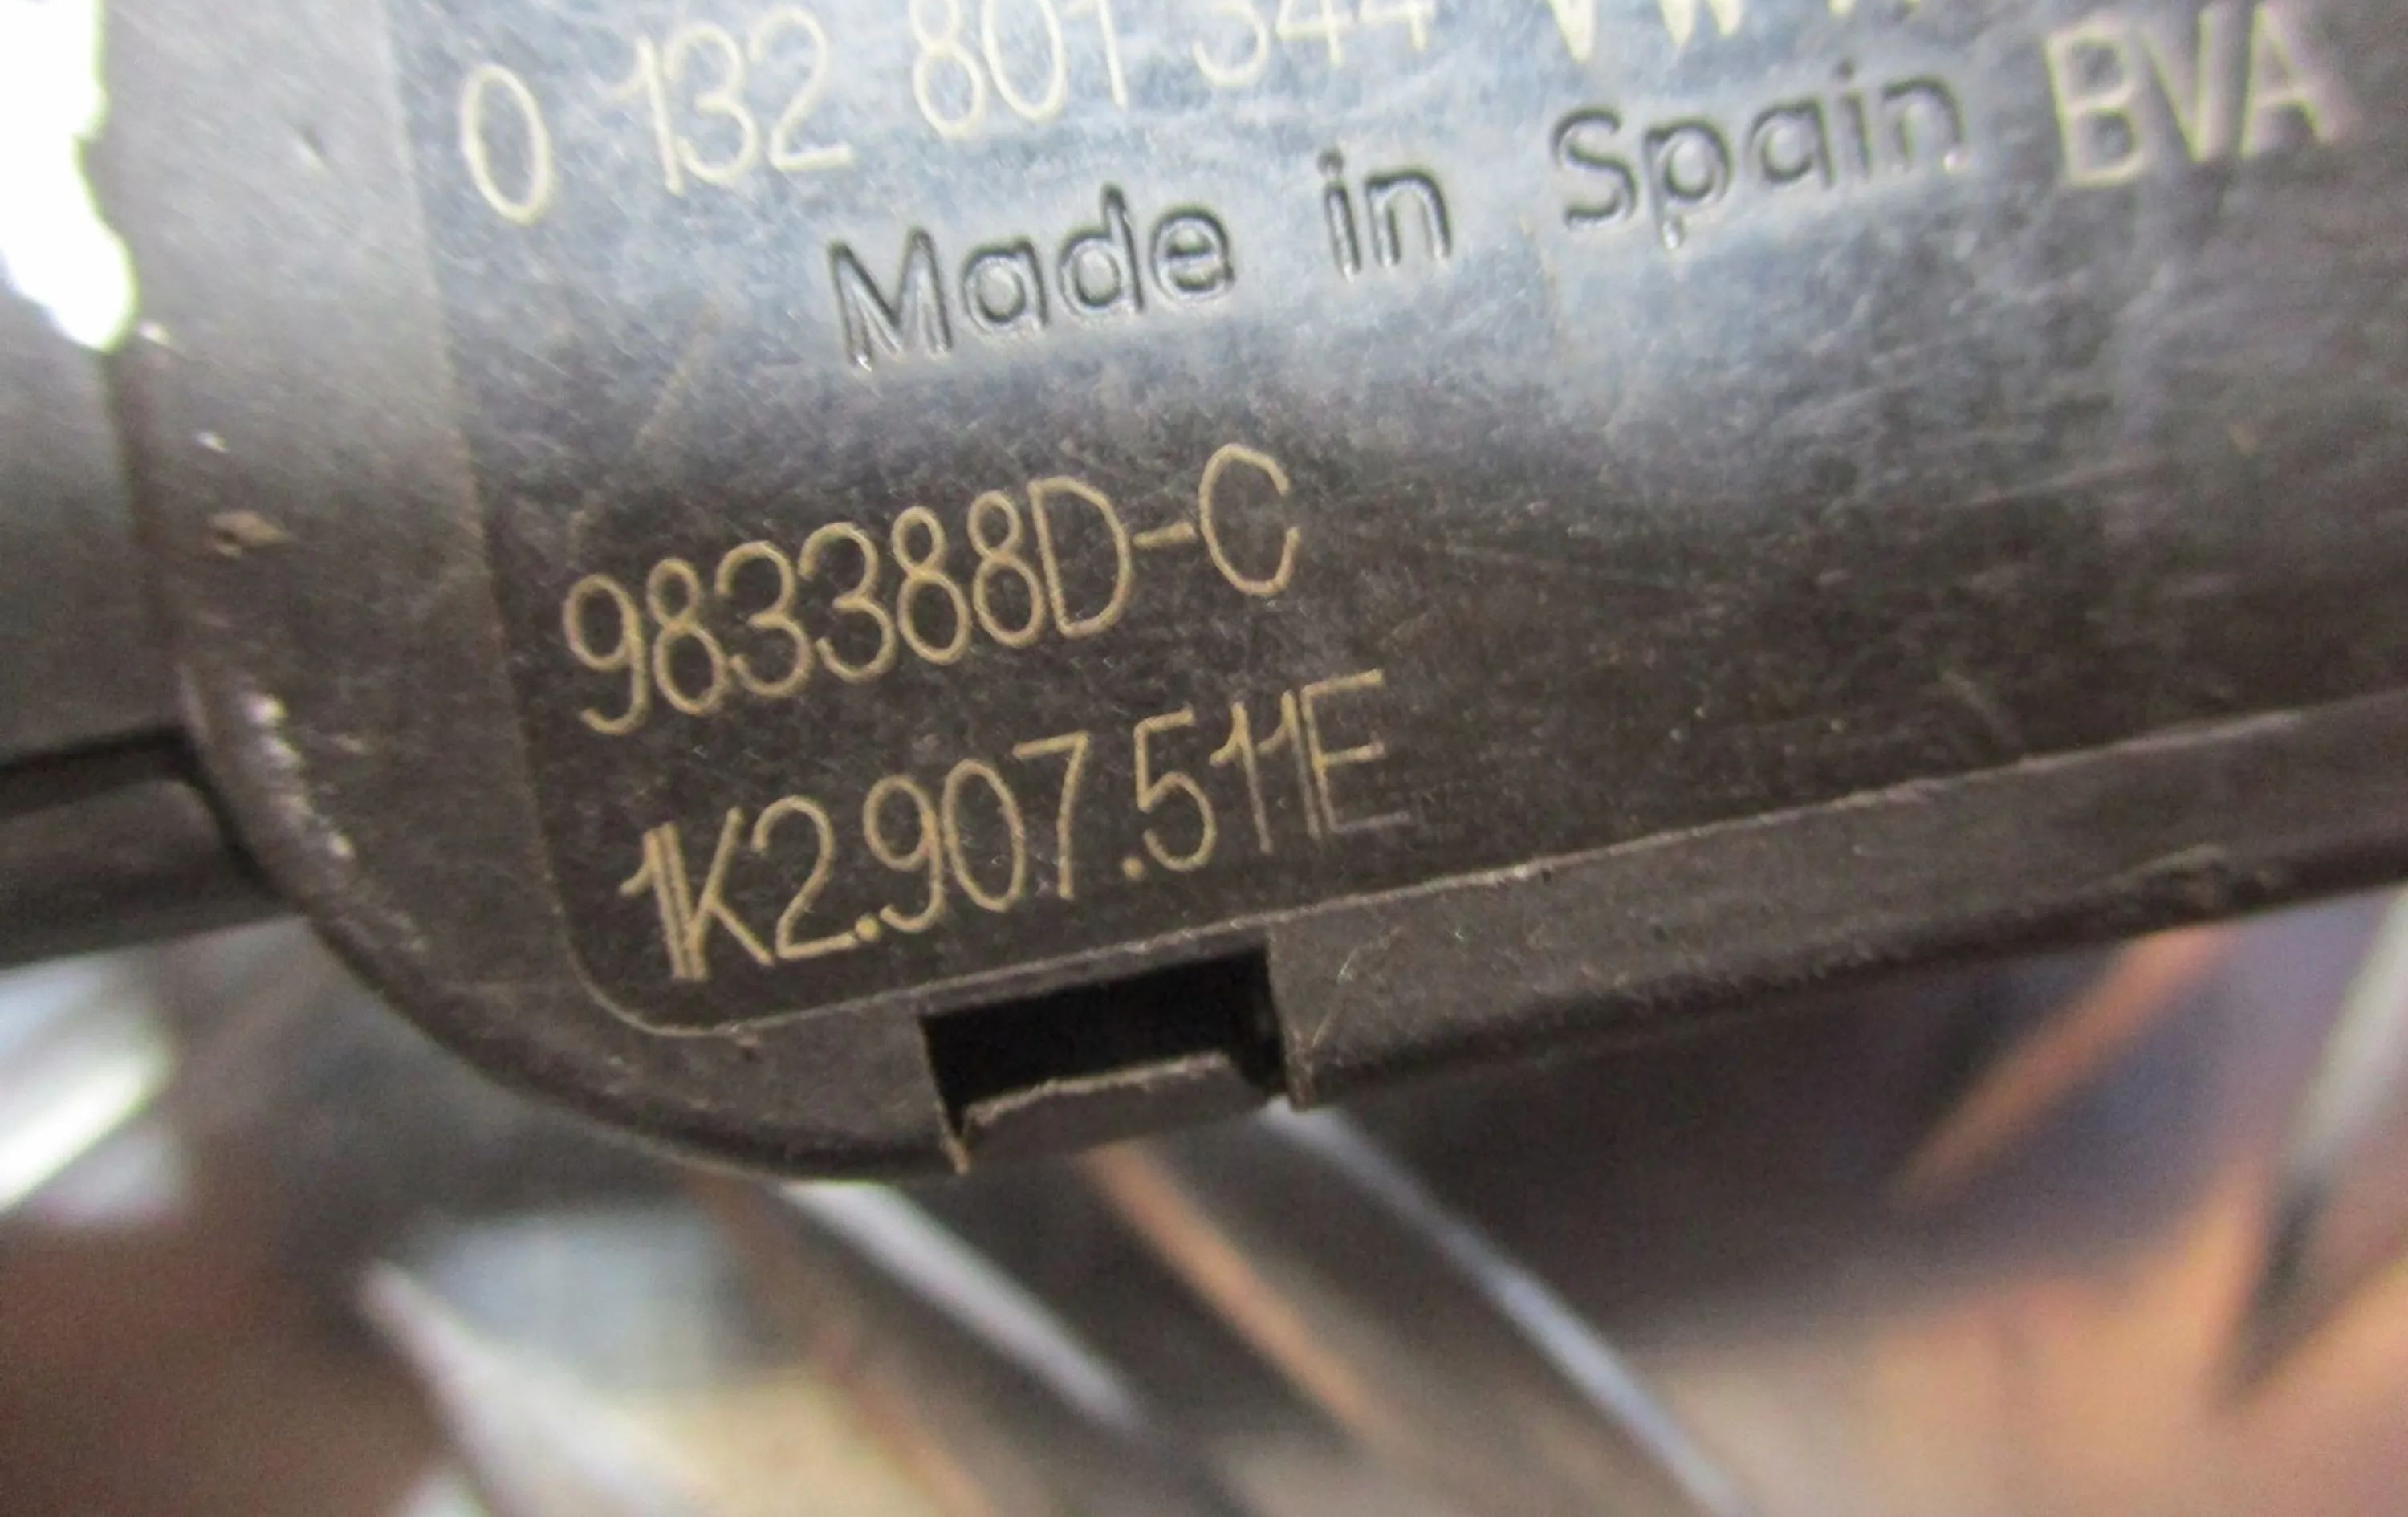 0 132 801 344
Made in Spain BVA
983388D-C
1K2.907.511E